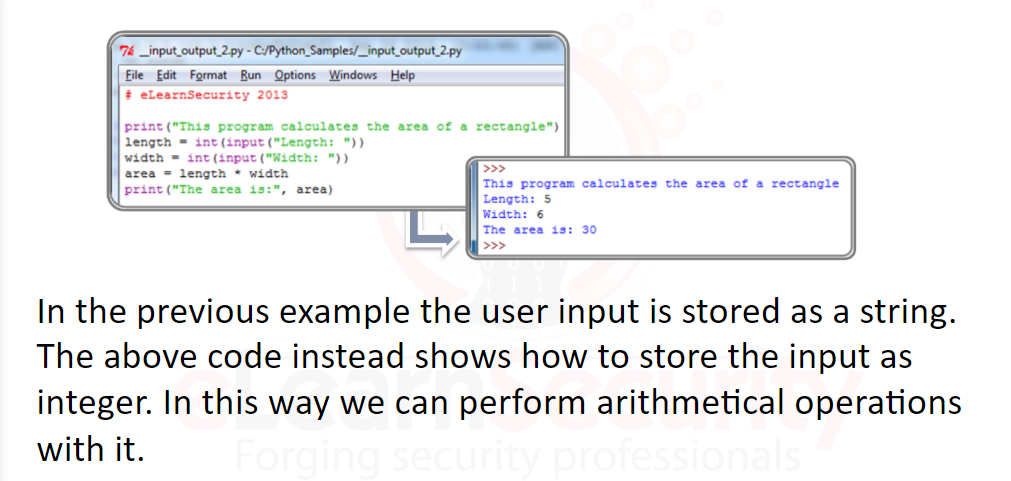 __input_output_2.py - C:/Python_Samples/__input_output_2.py
File Edit Format Run Options Windows Help
# eLearnSecurity 2013
print("This program calculates the area of a rectangle")
length = int(input("Length: "))
width = int(input("Width: "))
area = length * width
print("The area is:", area)
>>>
This program calculates the area of a rectangle
Length: 5
Width: 6
The area is: 30
>>>
In the previous example the user input is stored as a string.
The above code instead shows how to store the input as
integer. In this way we can perform arithmetical operations
with it.
eLearnSecurity
Forging security professionals